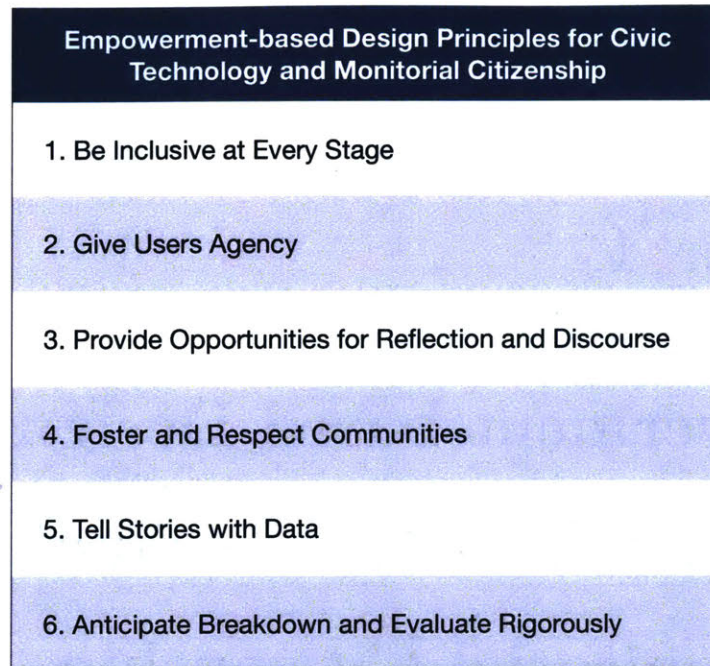 Empowerment-based Design Principles for Civic
Technology and Monitorial Citizenship
1. Be Inclusive at Every Stage
2. Give Users Agency
3. Provide Opportunities for Reflection and Discourse
4. Foster and Respect Communities
5. Tell Stories with Data
6. Anticipate Breakdown and Evaluate Rigorously